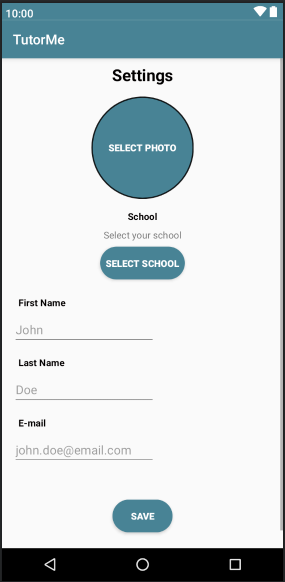 10:00
TutorMe
Settings
SELECT PHOTO
School
Select your school
SELECT SCHOOL
First Name
John
Last Name
Doe
E-mail
john.doe@email.com
SAVE